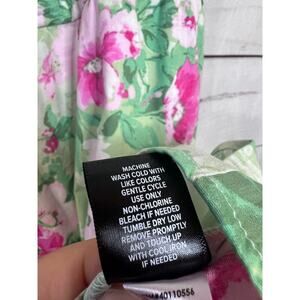 MACHINE
WASH COLD WITH
LIKE COLORS
GENTLE CYCLE
USE ONLY
NON-CHLORINE
BLEACH IF NEEDED
TUMBLE DRY LOW
REMOVE PROMPTLY
AND TOUCH UP
WITH COOL IRON
IF NEEDED
#40110556